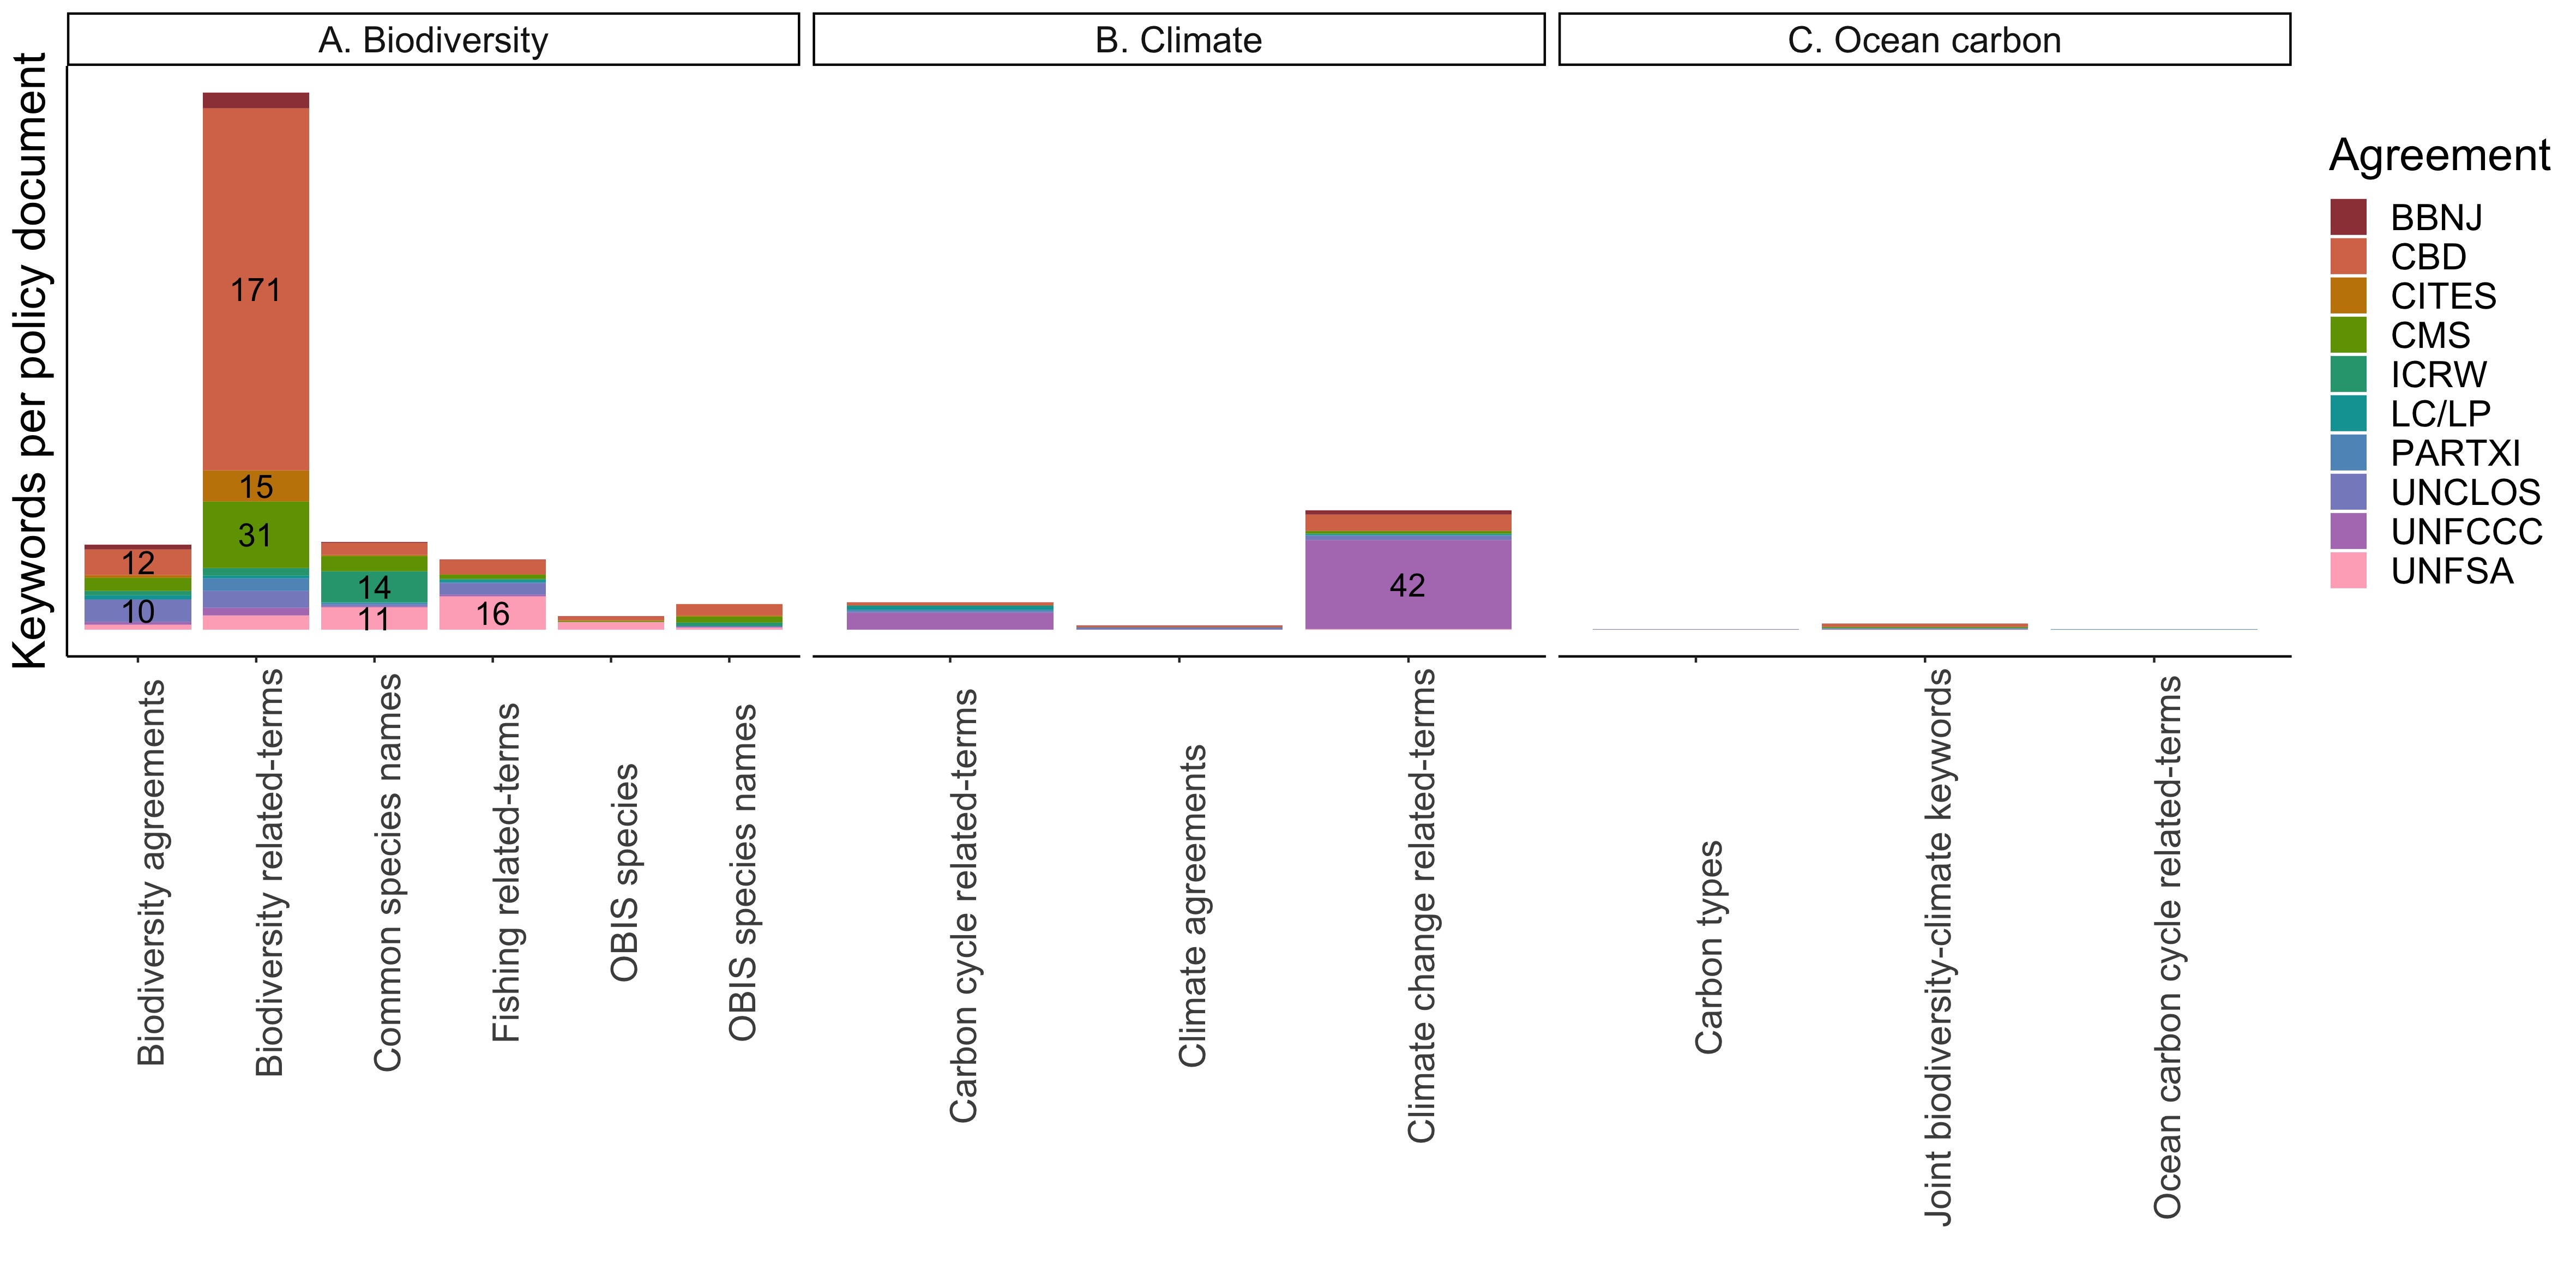 A. Biodiversity
B. Climate
C. Ocean carbon
Keywords per policy document
171
15
31
12
10
14
11
16
42
Biodiversity agreements
Biodiversity related-terms
Common species names
Fishing related-terms
OBIS species
OBIS species names
Carbon cycle related-terms
Climate agreements
Climate change related-terms
Carbon types
Joint biodiversity-climate keywords
Ocean carbon cycle related-terms
Agreement
BBNJ
CBD
CITES
CMS
ICRW
LC/LP
PARTXI
UNCLOS
UNFCCC
UNFSA